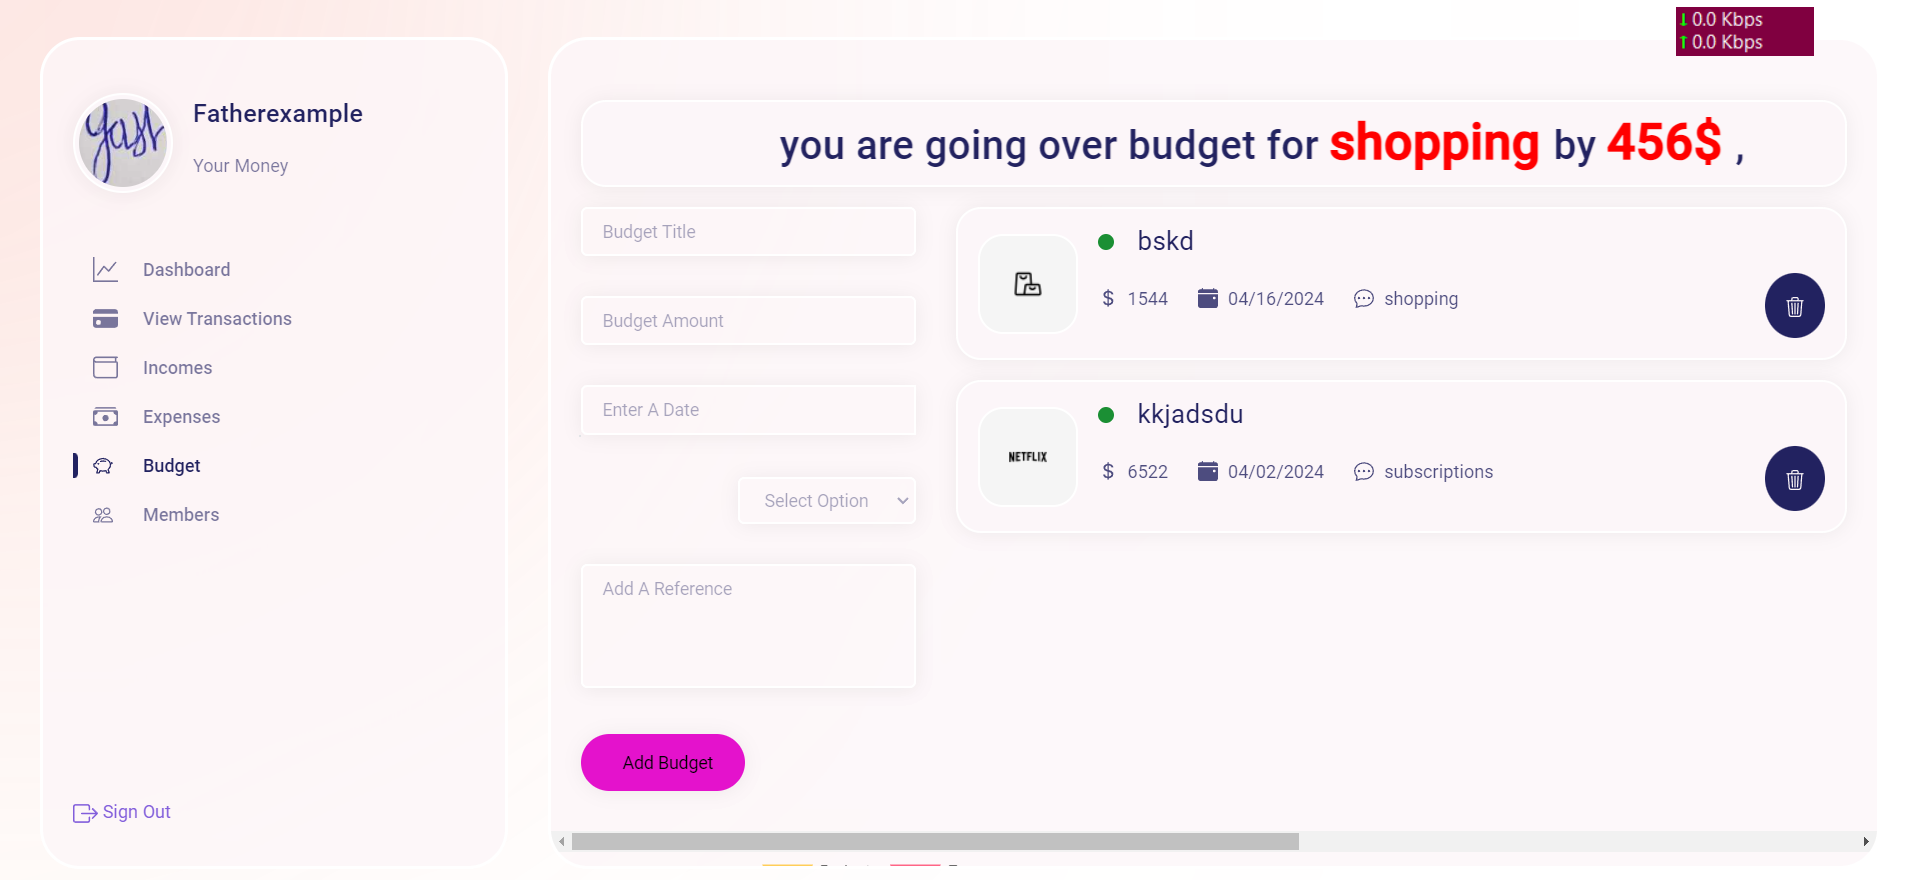 0.0 Kbps
0.0 Kbps
Fatherexample
Your Money
Dashboard
View Transactions
Incomes
Expenses
Budget
Members
Sign Out
you are going over budget for shopping by 456$ ,
Budget Title
Budget Amount
Enter A Date
Select Option
Add A Reference
Add Budget
bskd
$ 1544 04/16/2024 shopping
NETFLIX
kkjadsdu
$ 6522 04/02/2024 subscriptions